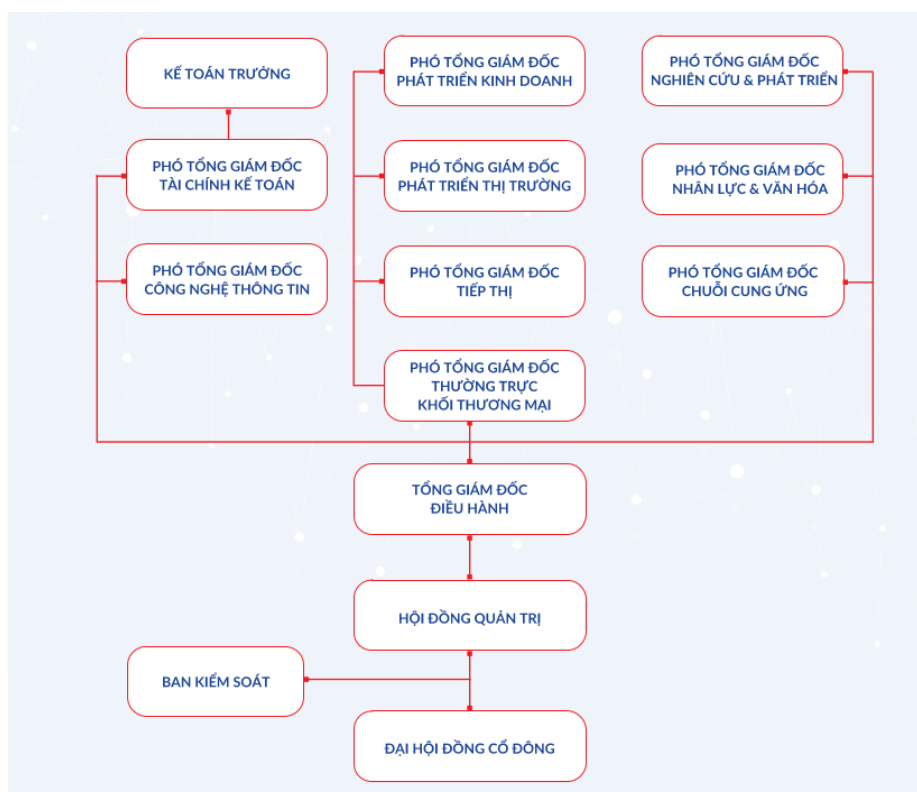 KẾ TOÁN TRƯỞNG
PHÓ TỔNG GIÁM ĐỐC
PHÁT TRIỂN KINH DOANH
PHÓ TỔNG GIÁM ĐỐC
NGHIÊN CỨU & PHÁT TRIỂN
PHÓ TỔNG GIÁM ĐỐC
TÀI CHÍNH KẾ TOÁN
PHÓ TỔNG GIÁM ĐỐC
PHÁT TRIỂN THỊ TRƯỜNG
PHÓ TỔNG GIÁM ĐỐC
NHÂN LỰC & VĂN HÓA
PHÓ TỔNG GIÁM ĐỐC
CÔNG NGHỆ THÔNG TIN
PHÓ TỔNG GIÁM ĐỐC
TIẾP THỊ
PHÓ TỔNG GIÁM ĐỐC
CHUỖI CUNG ỨNG
PHÓ TỔNG GIÁM ĐỐC
THƯỜNG TRỰC
KHỐI THƯƠNG MẠI
TỔNG GIÁM ĐỐC
ĐIỀU HÀNH
HỘI ĐỒNG QUẢN TRỊ
BAN KIỂM SOÁT
ĐẠI HỘI ĐỒNG CỔ ĐÔNG